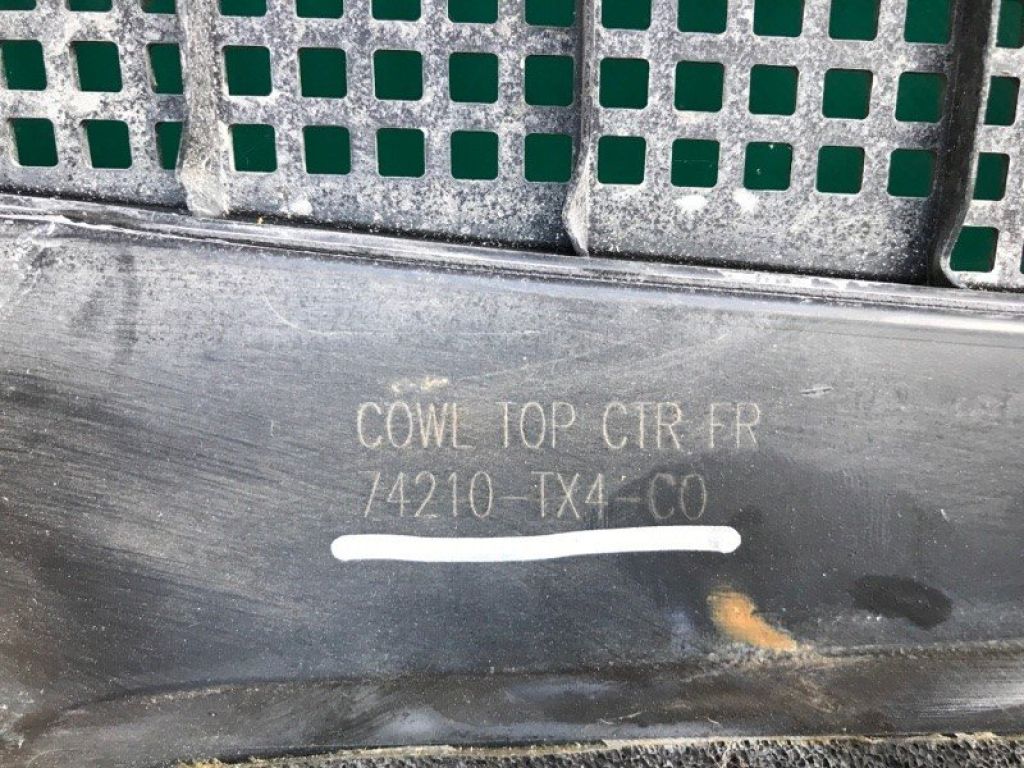 COWL TOP CTR FR
74210-TX4-C0